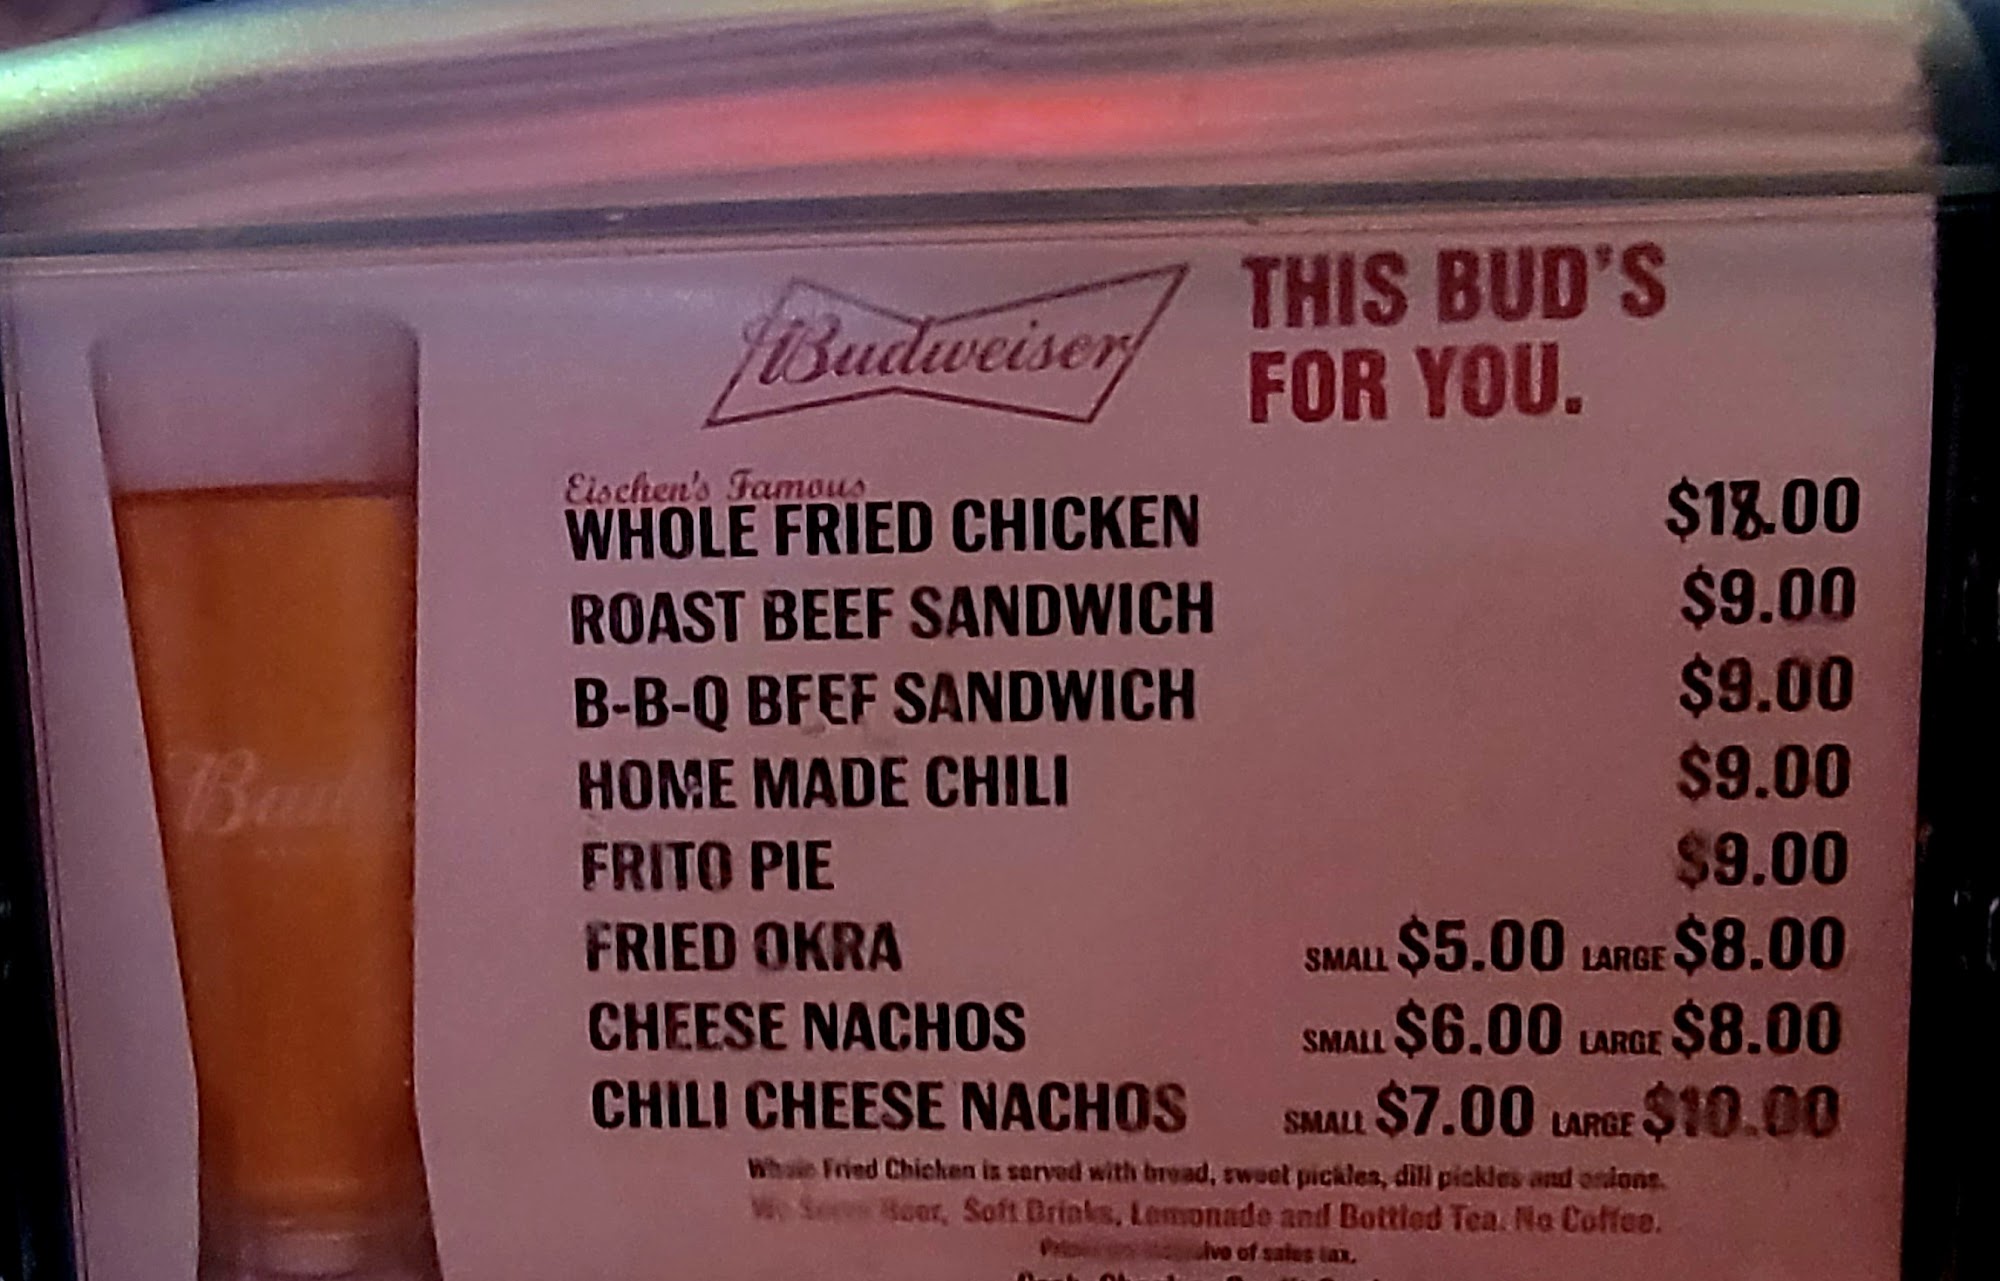 Budweiser
THIS BUD'S
FOR YOU.
Eischen's Famous
WHOLE FRIED CHICKEN $18.00
ROAST BEEF SANDWICH $9.00
B-B-Q BEEF SANDWICH $9.00
HOME MADE CHILI $9.00
FRITO PIE $9.00
FRIED OKRA SMALL $5.00 LARGE $8.00
CHEESE NACHOS SMALL $6.00 LARGE $8.00
CHILI CHEESE NACHOS SMALL $7.00 LARGE $10.00
Whole Fried Chicken is served with bread, sweet pickles, dill pickles and onions.
We Serve Beer, Soft Drinks, Lemonade and Bottled Tea. No Coffee.
of sales tax.